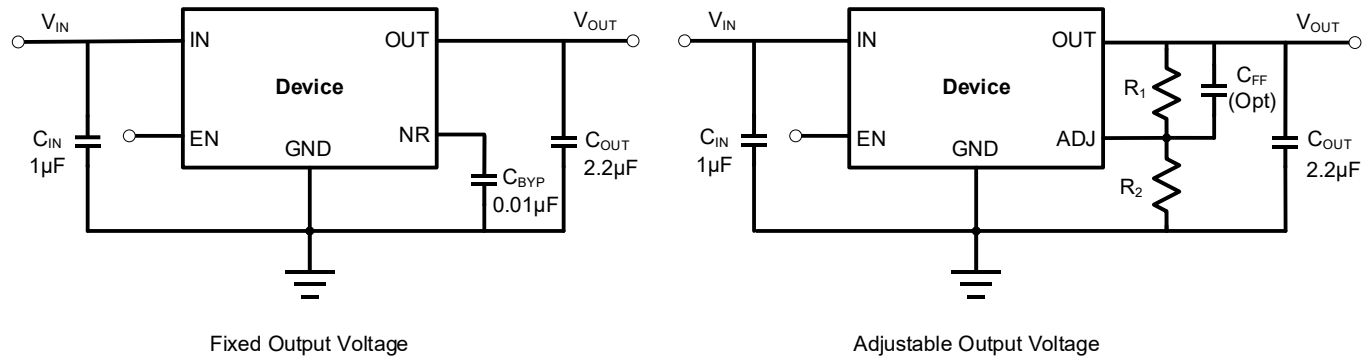 V_IN
IN
OUT
V_OUT
Device
C_IN
1µF
EN
GND
NR
C_BYP
0.01µF
C_OUT
2.2µF
Fixed Output Voltage
V_IN
IN
OUT
V_OUT
Device
R_1
C_FF
(Opt)
C_IN
1µF
EN
GND
ADJ
R_2
C_OUT
2.2µF
Adjustable Output Voltage